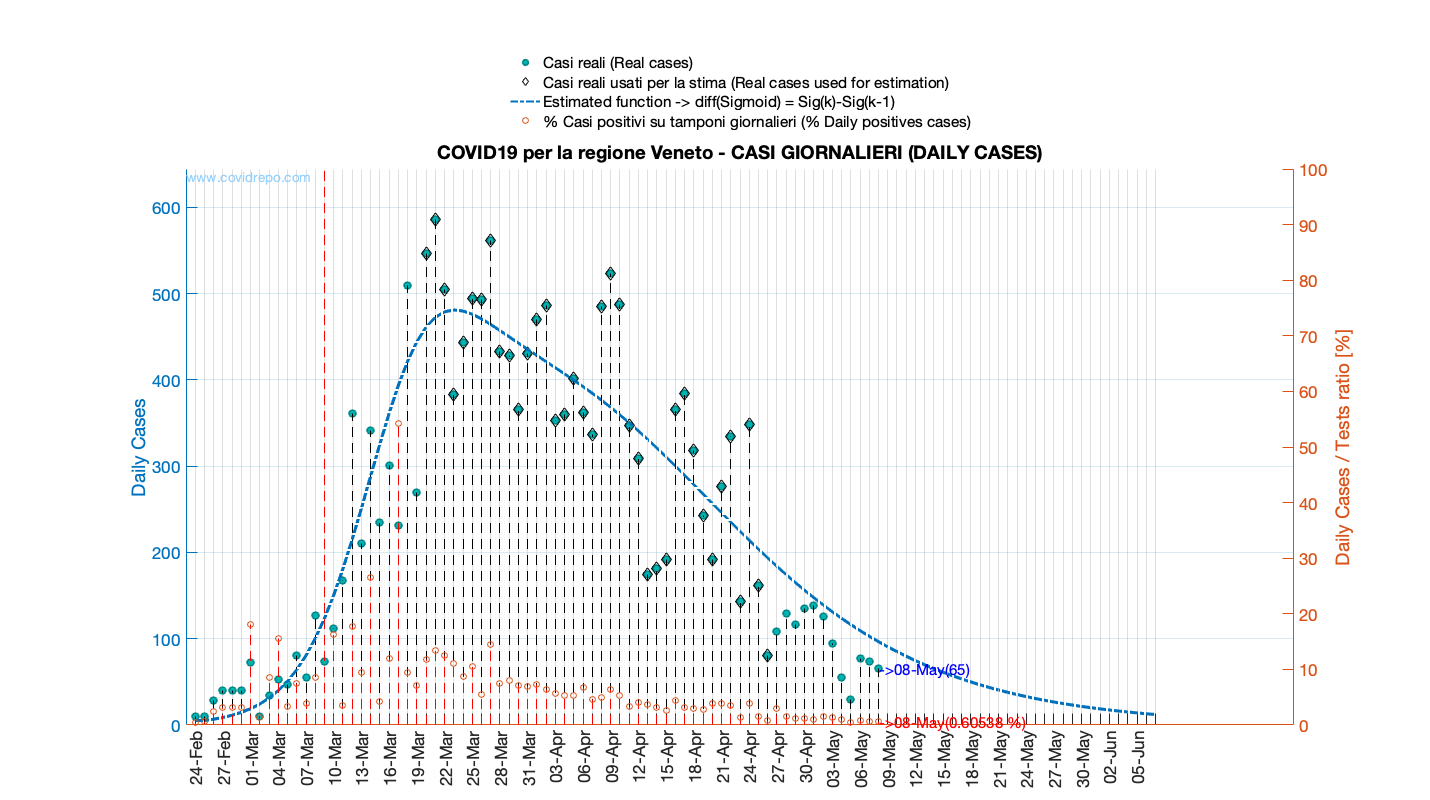 Casi reali (Real cases)
Casi reali usati per la stima (Real cases used for estimation)
Estimated function -> diff(Sigmoid) = Sig(k)-Sig(k-1)
% Casi positivi su tamponi giornalieri (% Daily positives cases)
COVID19 per la regione Veneto - CASI GIORNALIERI (DAILY CASES)
www.covidrepo.com
Daily Cases
600
500
400
300
200
100
0
100
90
80
70
60
50
40
30
20
10
0
Daily Cases / Tests ratio [%]
->08-May(65)
->08-May(0.60538 %)
24-Feb
27-Feb
01-Mar
04-Mar
07-Mar
10-Mar
13-Mar
16-Mar
19-Mar
22-Mar
25-Mar
28-Mar
31-Mar
03-Apr
06-Apr
09-Apr
12-Apr
15-Apr
18-Apr
21-Apr
24-Apr
27-Apr
30-Apr
03-May
06-May
09-May
12-May
15-May
18-May
21-May
24-May
27-May
30-May
02-Jun
05-Jun